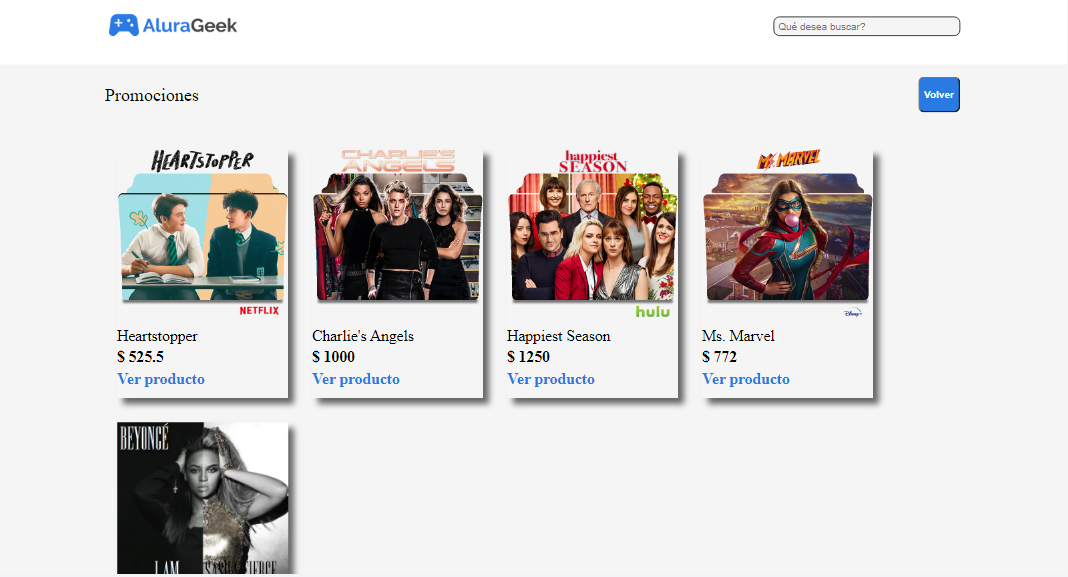 AluraGeek
Qué desea buscar?
Promociones
Volver
HEARTSTOPPER
CHARLIE'S
ANGELS
happiest
SEASON
MS. MARVEL
NETFLIX
hulu
Disney+
Heartstopper
Charlie's Angels
Happiest Season
Ms. Marvel
$ 525.5
$ 1000
$ 1250
$ 772
Ver producto
Ver producto
Ver producto
Ver producto
BEYONCÉ
I AM
SASHA FIERCE